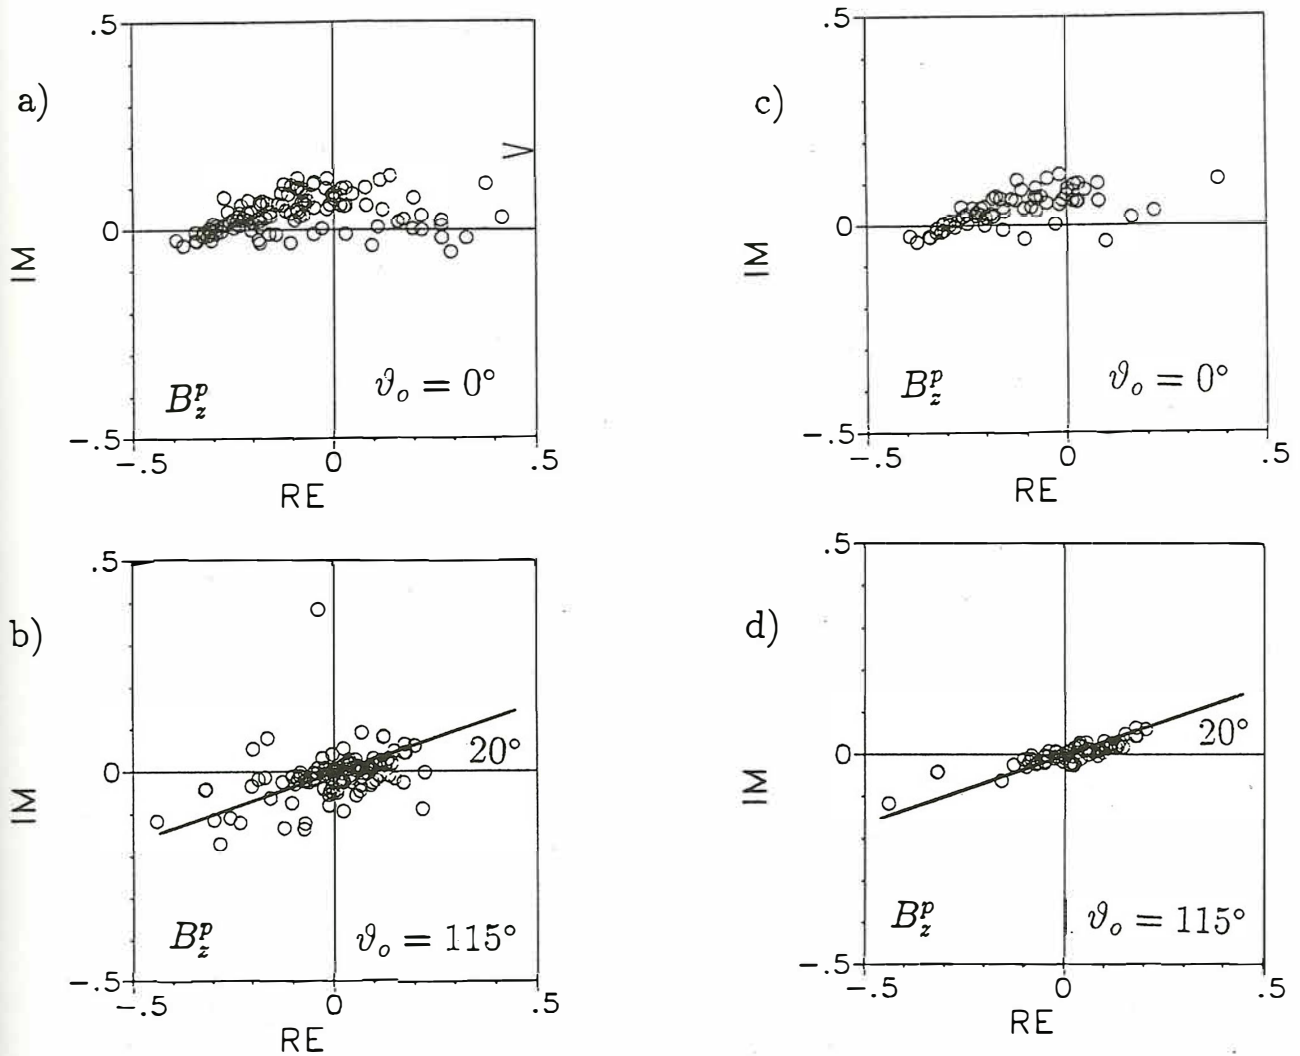 a)
.5
0
-.5
IM
-.5
0
.5
RE
>
B_z^p
ϑ_o = 0°
c)
.5
0
-.5
IM
-.5
0
.5
RE
B_z^p
ϑ_o = 0°
b)
.5
0
-.5
IM
-.5
0
.5
RE
20°
B_z^p
ϑ_o = 115°
d)
.5
0
-.5
IM
-.5
0
.5
RE
20°
B_z^p
ϑ_o = 115°